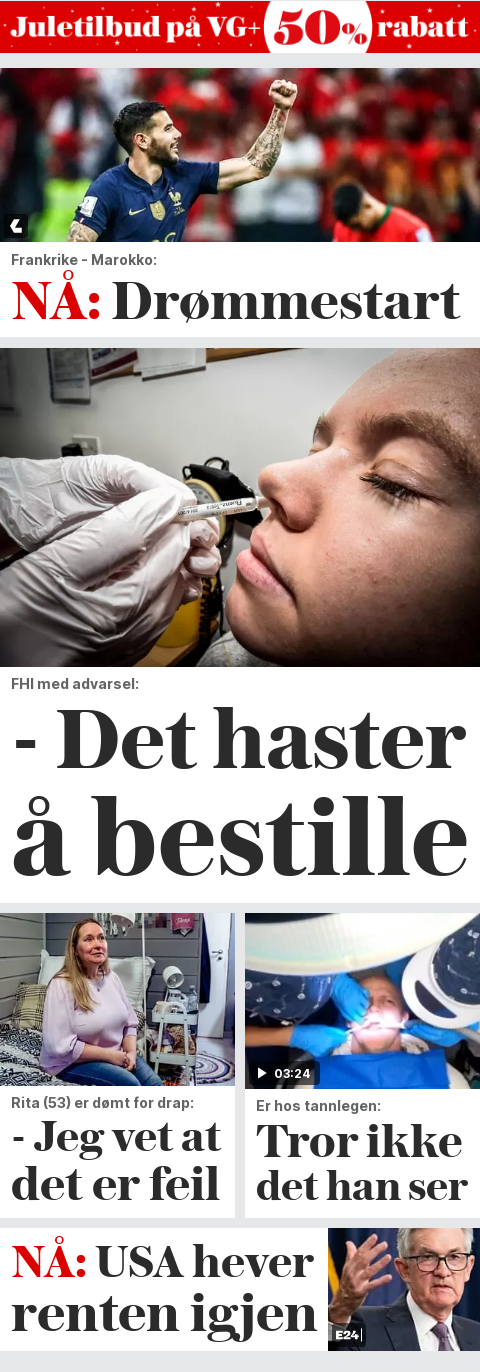 Juletilbud på VG+ 50% rabatt
Frankrike - Marokko:
NÅ: Drømmestart
FHI med advarsel:
- Det haster
å bestille
03:24
Rita (53) er dømt for drap:
- Jeg vet at
det er feil
Er hos tannlegen:
Tror ikke
det han ser
NÅ: USA hever
renten igjen
E24